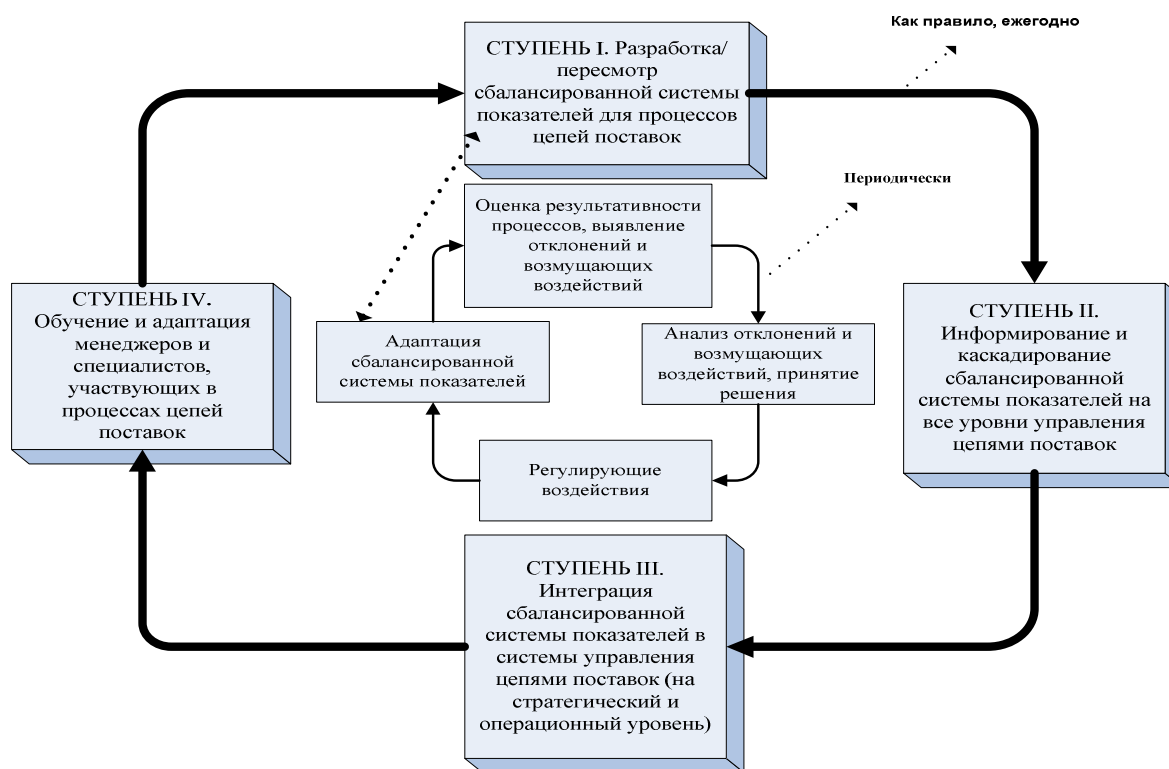 Как правило, ежегодно
СТУПЕНЬ I. Разработка/
пересмотр
сбалансированной системы
показателей для процессов
цепей поставок
Периодически
Оценка результативности
процессов, выявление
отклонений и
возмущающих
воздействий
СТУПЕНЬ IV.
Обучение и адаптация
менеджеров и
специалистов,
участвующих в
процессах цепей
поставок
Адаптация
сбалансированной
системы показателей
Анализ отклонений и
возмущающих
воздействий, принятие
решения
СТУПЕНЬ II.
Информирование и
каскадирование
сбалансированной
системы показателей на
все уровни управления
цепями поставок
Регулирующие
воздействия
СТУПЕНЬ III.
Интеграция
сбалансированной
системы показателей в
системы управления
цепями поставок (на
стратегический и
операционный уровень)